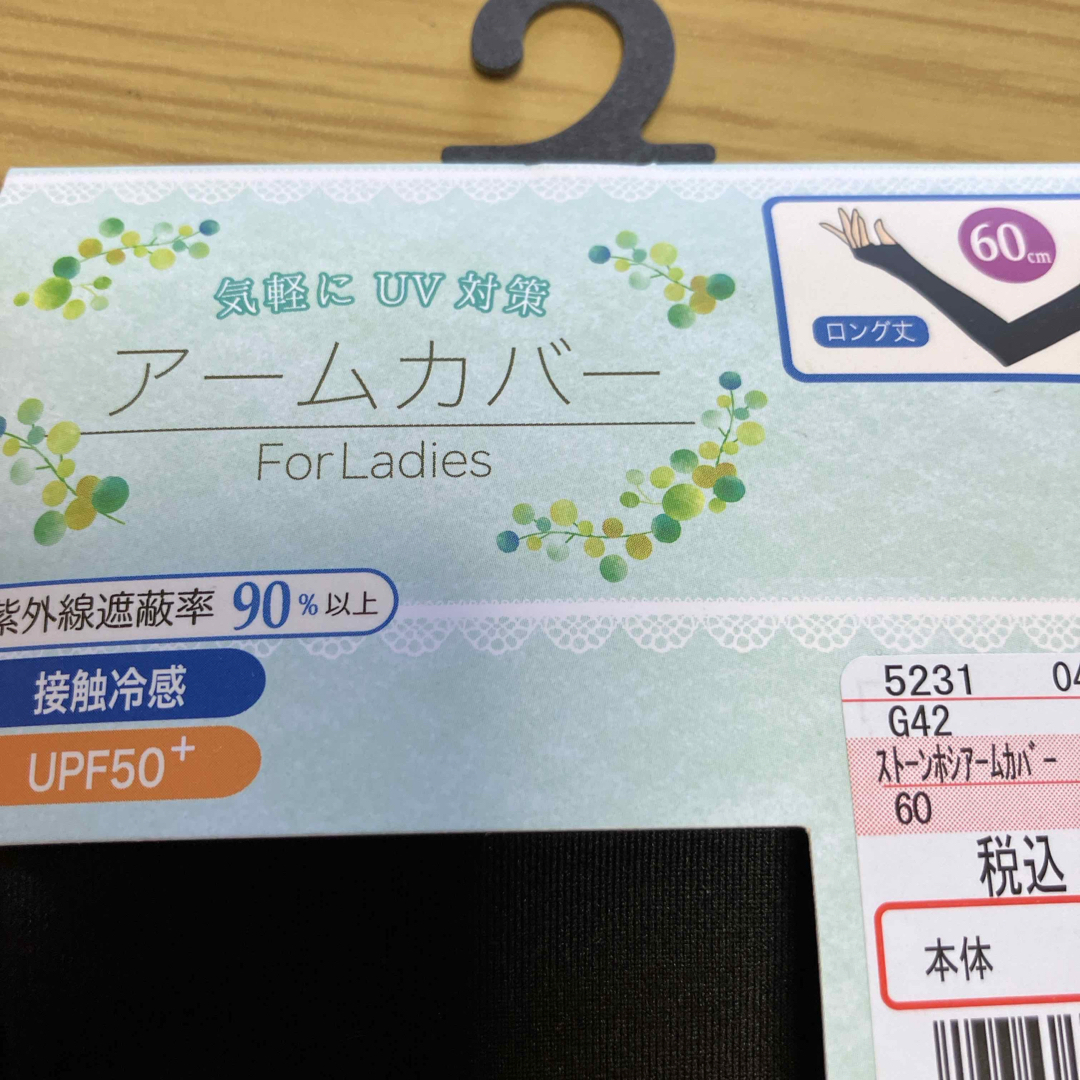 気軽に UV 対策
アームカバー
For Ladies
60cm
ロング丈
紫外線遮蔽率 90%以上
接触冷感
UPF50+
5231 04
G42
ストーンホシアームカバー
60
税込
本体